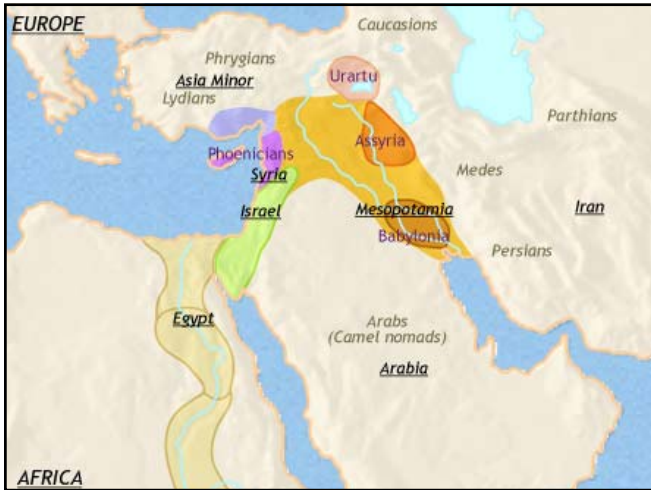 EUROPE
Caucasions
Phrygians
Asia Minor
Urartu
Lydians
Parthians
Phoenicians
Assyria
Syria
Medes
Israel
Mesopotamia
Iran
Babylonia
Persians
Egypt
Arabs
(Camel nomads)
Arabia
AFRICA